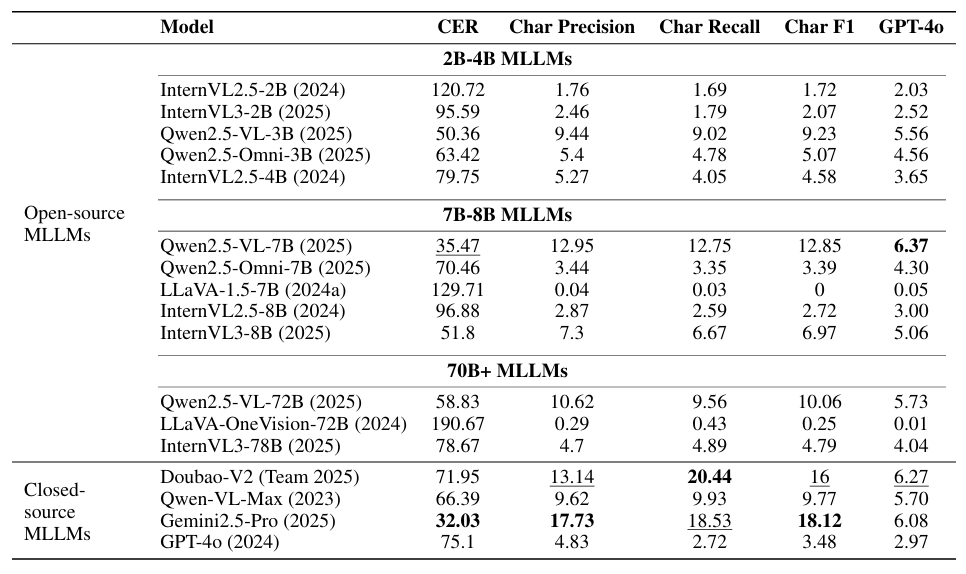 Model CER Char Precision Char Recall Char F1 GPT-4o
Open-source
MLLMs
2B-4B MLLMs
InternVL2.5-2B (2024) 120.72 1.76 1.69 1.72 2.03
InternVL3-2B (2025) 95.59 2.46 1.79 2.07 2.52
Qwen2.5-VL-3B (2025) 50.36 9.44 9.02 9.23 5.56
Qwen2.5-Omni-3B (2025) 63.42 5.4 4.78 5.07 4.56
InternVL2.5-4B (2024) 79.75 5.27 4.05 4.58 3.65
7B-8B MLLMs
Qwen2.5-VL-7B (2025) 35.47 12.95 12.75 12.85 6.37
Qwen2.5-Omni-7B (2025) 70.46 3.44 3.35 3.39 4.30
LLaVA-1.5-7B (2024a) 129.71 0.04 0.03 0 0.05
InternVL2.5-8B (2024) 96.88 2.87 2.59 2.72 3.00
InternVL3-8B (2025) 51.8 7.3 6.67 6.97 5.06
70B+ MLLMs
Qwen2.5-VL-72B (2025) 58.83 10.62 9.56 10.06 5.73
LLaVA-OneVision-72B (2024) 190.67 0.29 0.43 0.25 0.01
InternVL3-78B (2025) 78.67 4.7 4.89 4.79 4.04
Closed-
source
MLLMs
Doubao-V2 (Team 2025) 71.95 13.14 20.44 16 6.27
Qwen-VL-Max (2023) 66.39 9.62 9.93 9.77 5.70
Gemini2.5-Pro (2025) 32.03 17.73 18.53 18.12 6.08
GPT-4o (2024) 75.1 4.83 2.72 3.48 2.97